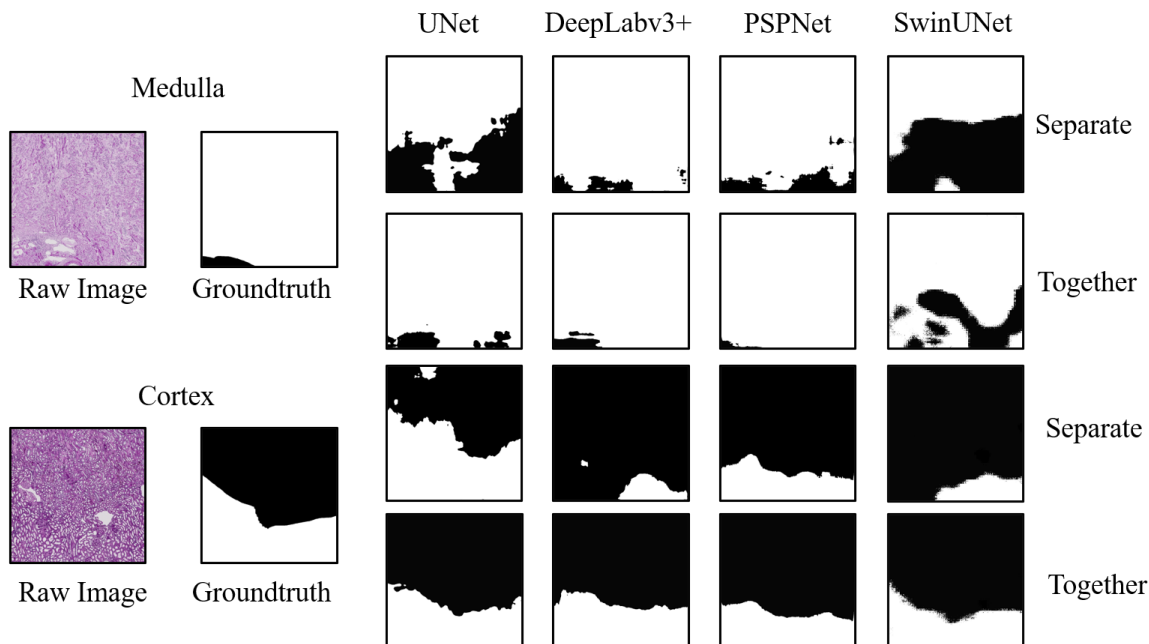 UNet DeepLabv3+ PSPNet SwinUNet
Medulla
Separate
Raw Image Groundtruth
Together
Cortex
Separate
Raw Image Groundtruth
Together